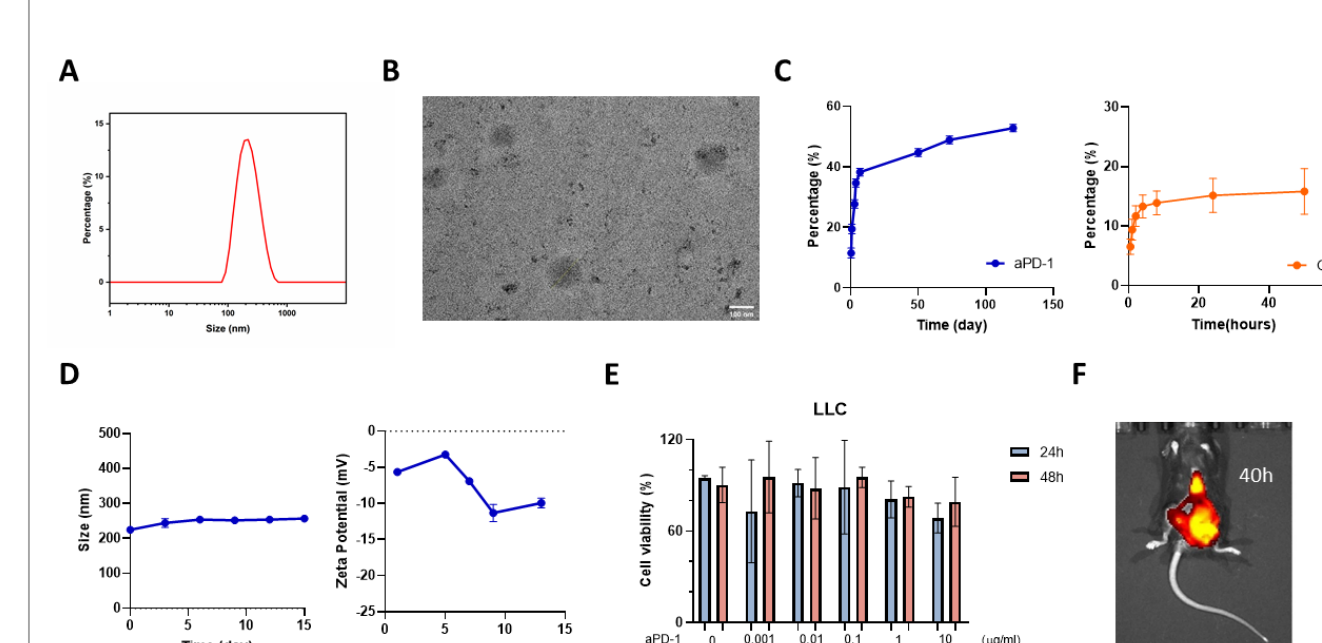 A
B
C
15
10
5
0
Percentage (%)
1
10
100
1000
Size (nm)
100 nm
60
40
20
0
Percentage (%)
0
50
100
150
Time (day)
aPD-1
30
20
10
0
Percentage (%)
0
20
40
Time(hours)
D
E
F
500
400
300
200
100
0
Size (nm)
0
5
10
15
0
-5
-10
-15
-20
-25
Zeta Potential (mV)
0
5
10
15
LLC
120
60
0
Cell viability (%)
24h
48h
aPD-1 0 0.001 0.01 0.1 1 10 (ug/ml)
40h